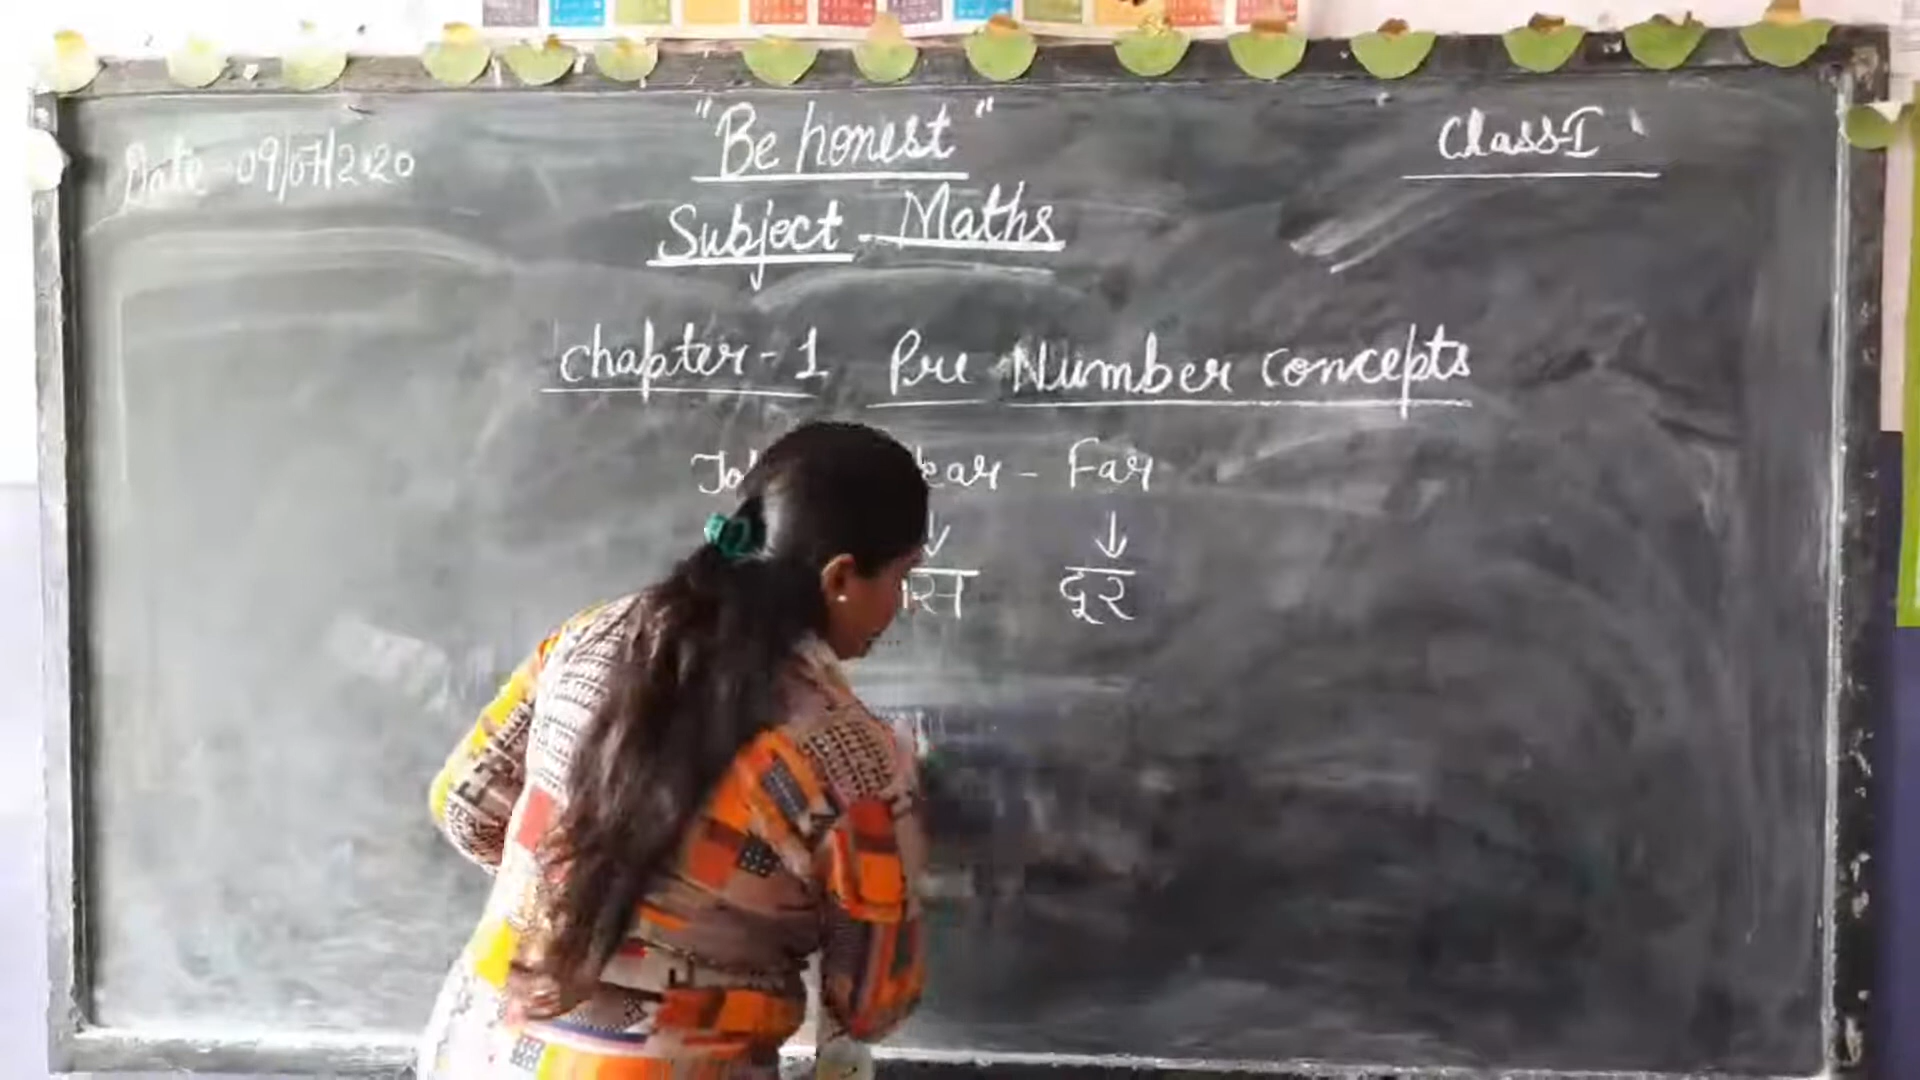 "Be honest"
Date - 09/07/2020
Class-I
Subject - Maths
Chapter-1 Pre Number concepts
- Far
दूर